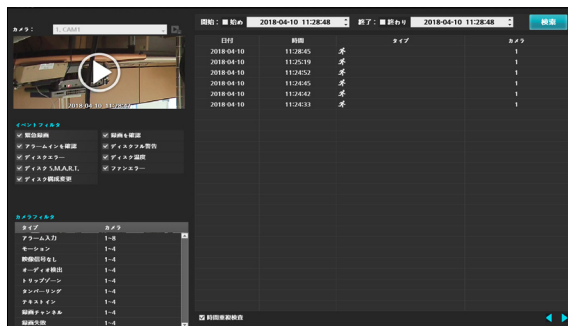 カメラ： 1. CAM1
2018-04-10 11:28:47
イベントフィルタ
緊急録画 録画を確認
アラームインを確認 ディスクフル警告
ディスクエラー ディスク温度
ディスク S.M.A.R.T. ファンエラー
ディスク構成変更
カメラフィルタ
タイプ カメラ
アラーム入力 1~8
モーション 1~4
映像信号なし 1~4
オーディオ検出 1~4
トリップゾーン 1~4
タンパーリング 1~4
テキストイン 1~4
録画チャンネル 1~4
録画失敗 1~4
開始： 始め 2018-04-10 11:28:48 終了： 終わり 2018-04-10 11:28:48 検索
日付 時間 タイプ カメラ
2018-04-10 11:28:45 1
2018-04-10 11:25:19 1
2018-04-10 11:24:52 1
2018-04-10 11:24:45 1
2018-04-10 11:24:42 1
2018-04-10 11:24:33 1
時間重複検査